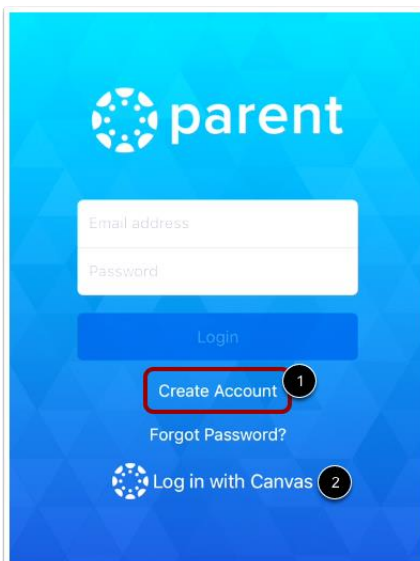 parent
Email address
Password
Login
Create Account 1
Forgot Password?
Log in with Canvas 2